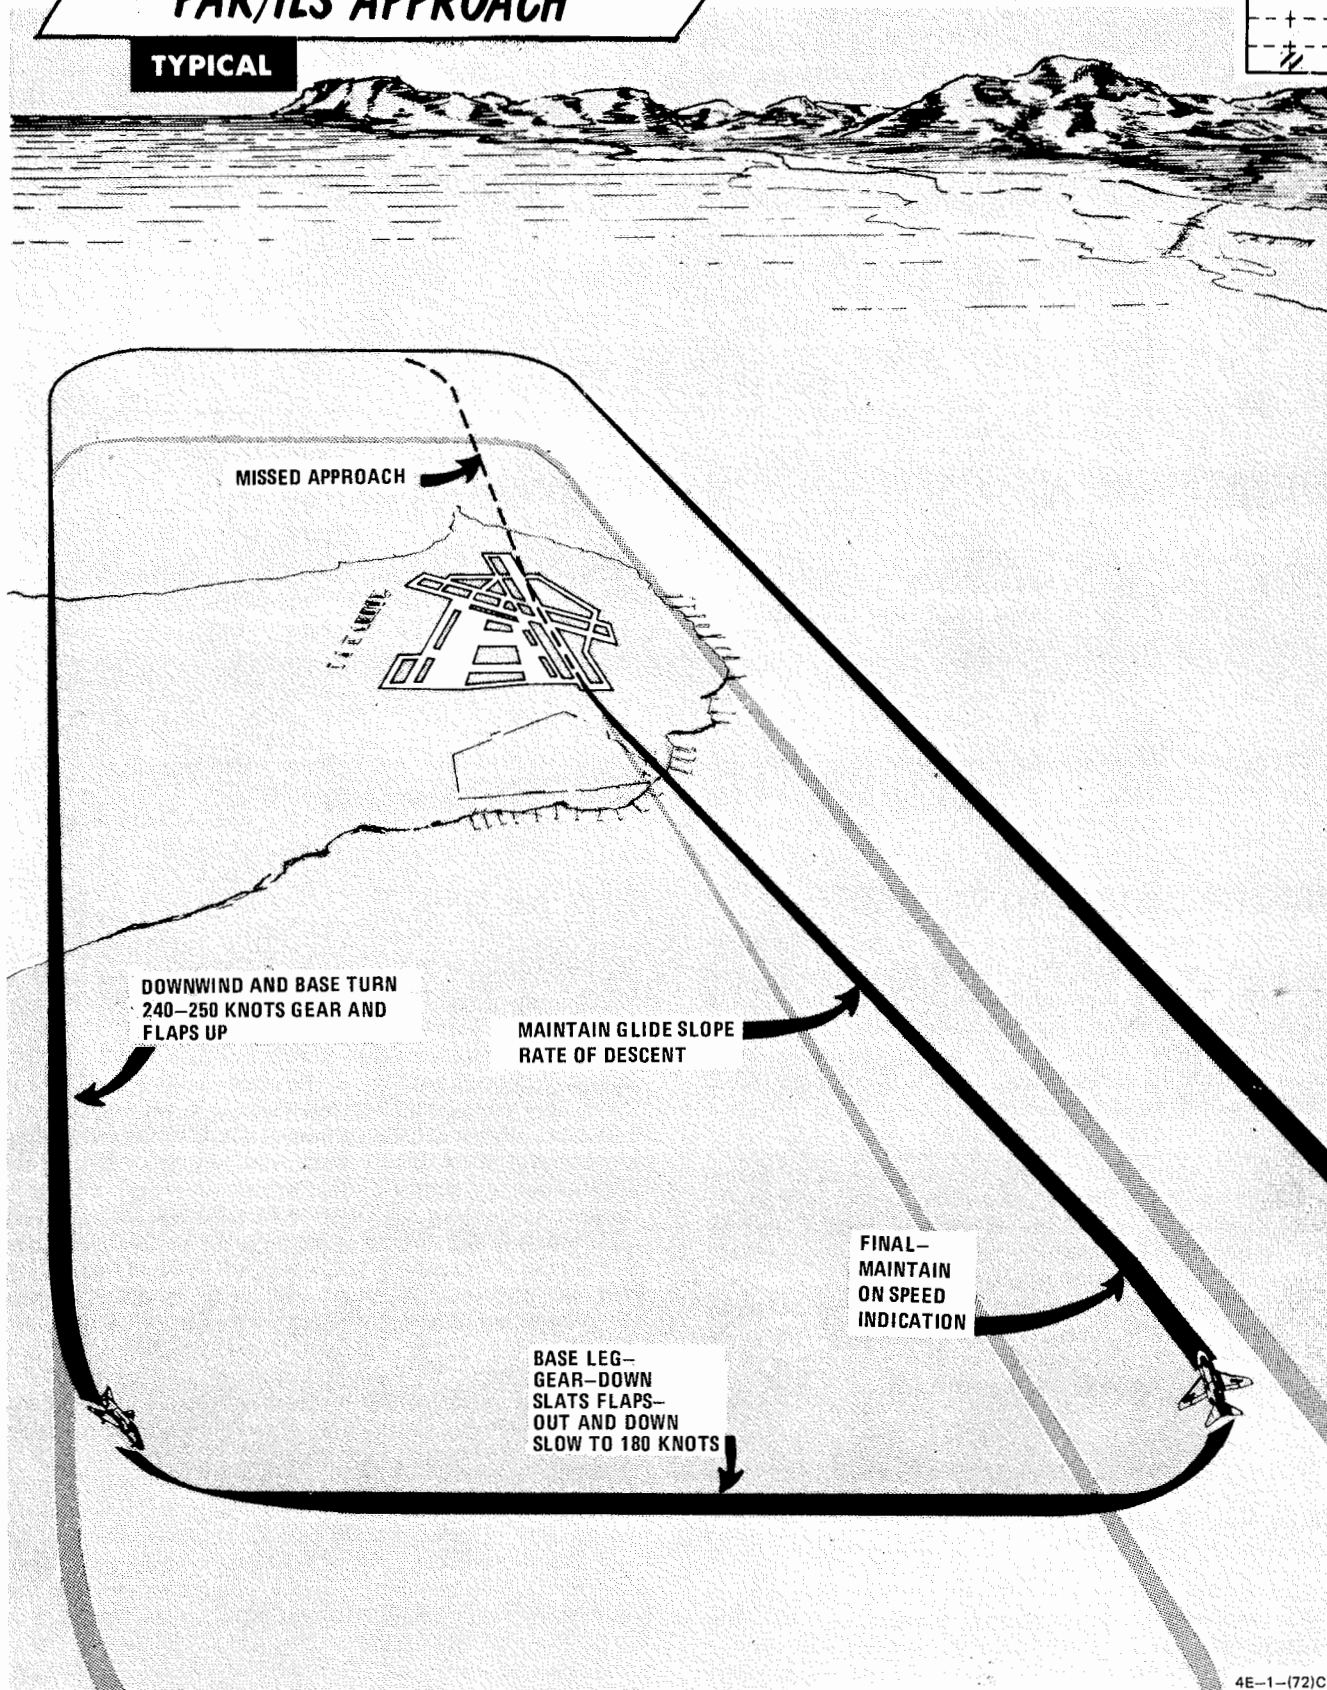 PAR/ILS APPROACH
TYPICAL
MISSED APPROACH
DOWNWIND AND BASE TURN
240–250 KNOTS GEAR AND
FLAPS UP
MAINTAIN GLIDE SLOPE
RATE OF DESCENT
FINAL–
MAINTAIN
ON SPEED
INDICATION
BASE LEG–
GEAR–DOWN
SLATS FLAPS–
OUT AND DOWN
SLOW TO 180 KNOTS
4E–1–(72)C